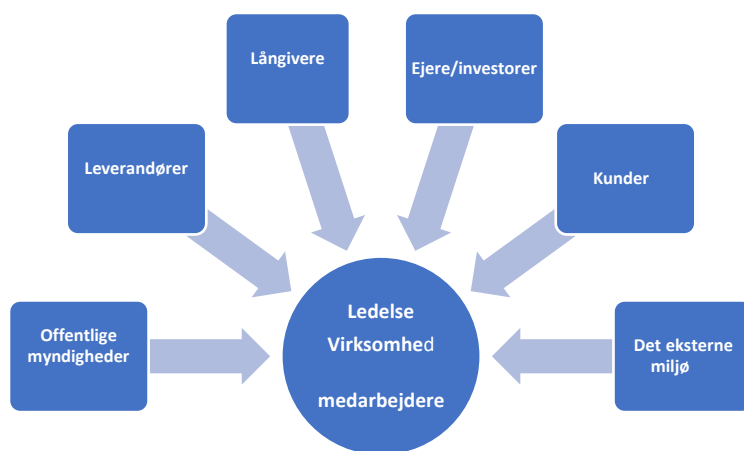 Långivere
Ejere/investorer
Leverandører
Kunder
Offentlige
myndigheder
Ledelse
Virksomhed
medarbejdere
Det eksterne
miljø